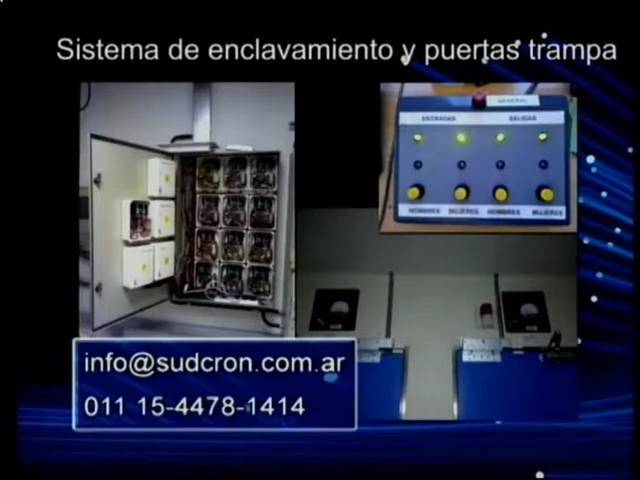 Sistema de enclavamiento y puertas trampa
GENERAL
ENTRADAS SALIDAS
HOMBRES MUJERES HOMBRES MUJERES
info@sudcron.com.ar
011 15-4478-1414